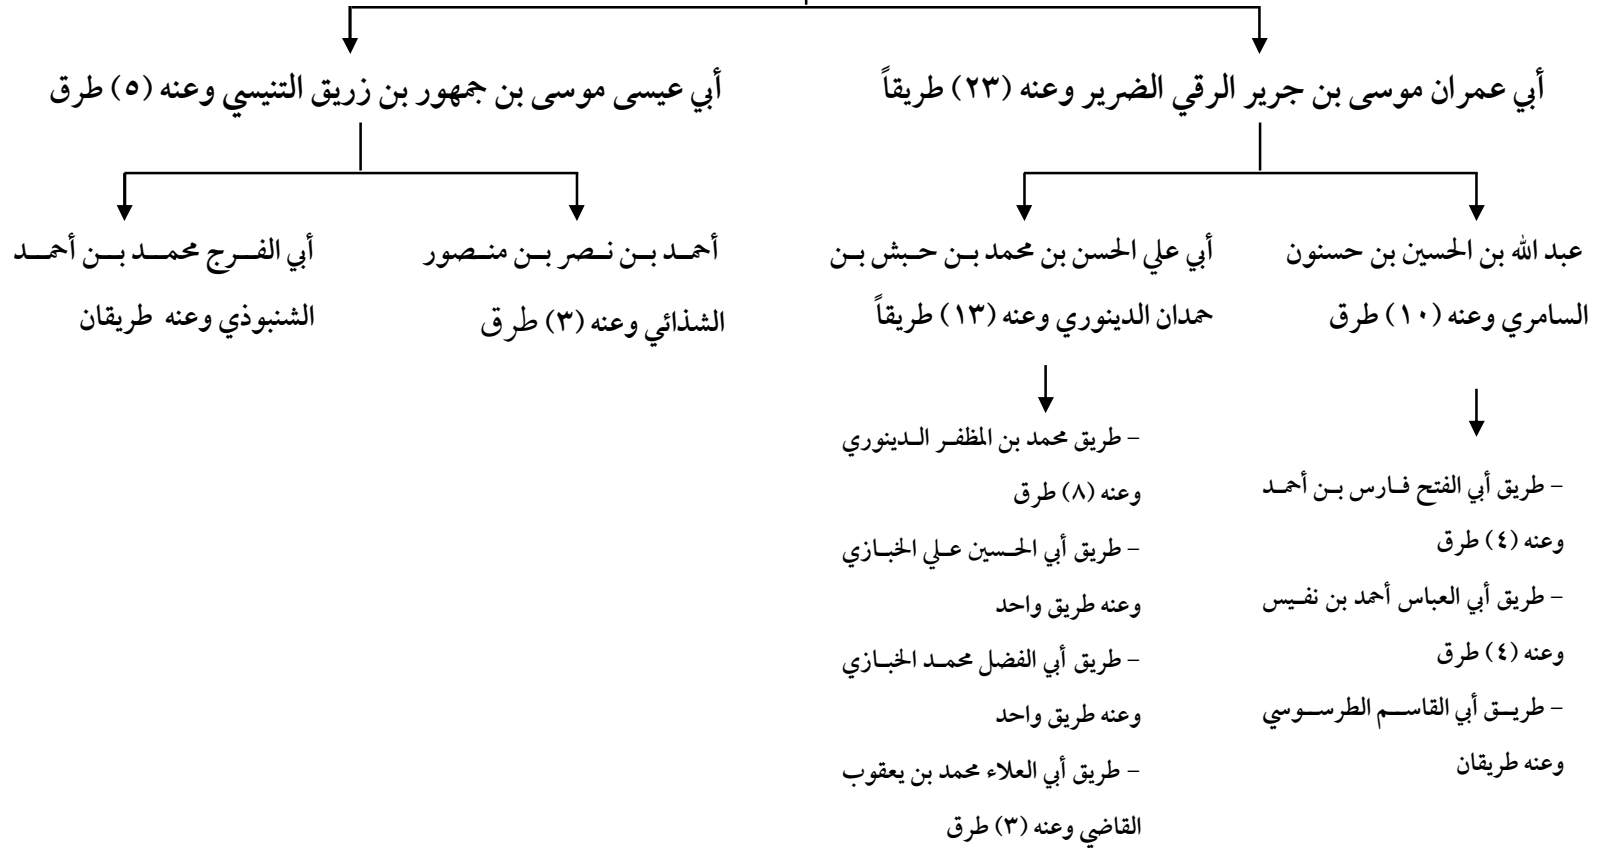 أبي عمران موسى بن جرير الرقي الضرير وعنه (٢٣) طريقاً
أبي عيسى موسى بن جمهور بن زريق التنيسي وعنه (٥) طرق
عبد الله بن الحسين بن حسنون
السامري وعنه (١٠) طرق
أبي علي الحسن بن محمد بن حبش بن
حمدان الدينوري وعنه (١٣) طريقاً
أحمد بن نصر بن منصور
الشذائي وعنه (٣) طرق
أبي الفرج محمد بن أحمد
الشنبوذي وعنه طريقان
– طريق أبي الفتح فارس بن أحمد
وعنه (٤) طرق
– طريق أبي العباس أحمد بن نفيس
وعنه (٤) طرق
– طريق أبي القاسم الطرسوسي
وعنه طريقان
– طريق محمد بن المظفر الدينوري
وعنه (٨) طرق
– طريق أبي الحسين علي الخبازي
وعنه طريق واحد
– طريق أبي الفضل محمد الخبازي
وعنه طريق واحد
– طريق أبي العلاء محمد بن يعقوب
القاضي وعنه (٣) طرق